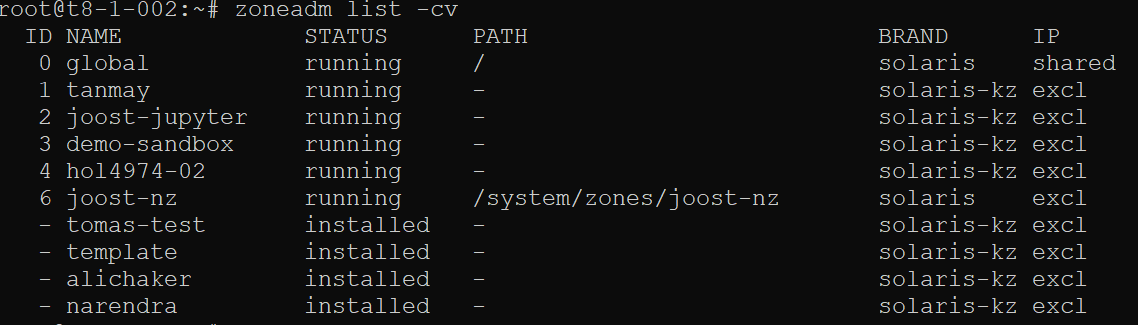 root@t8-1-002:~# zoneadm list -cv
  ID NAME             STATUS      PATH                         BRAND      IP
   0 global           running     /                            solaris    shared
   1 tanmay           running     -                            solaris-kz excl
   2 joost-jupyter    running     -                            solaris-kz excl
   3 demo-sandbox     running     -                            solaris-kz excl
   4 hol4974-02       running     -                            solaris-kz excl
   6 joost-nz         running     /system/zones/joost-nz       solaris    excl
   - tomas-test       installed   -                            solaris-kz excl
   - template         installed   -                            solaris-kz excl
   - alichaker        installed   -                            solaris-kz excl
   - narendra         installed   -                            solaris-kz excl